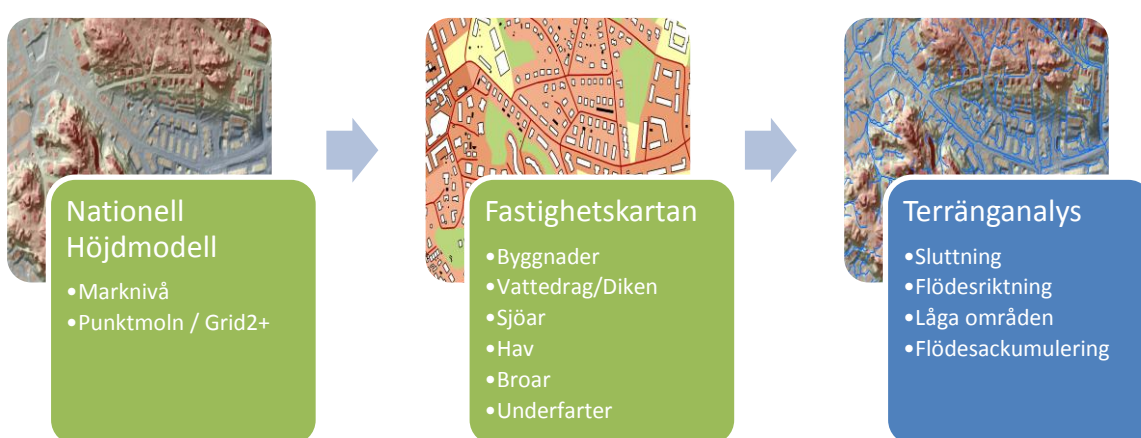 Nationell
Höjdmodell
•Marknivå
•Punktmoln / Grid2+
Fastighetskartan
•Byggnader
•Vattedrag/Diken
•Sjöar
•Hav
•Broar
•Underfarter
Terränganalys
•Sluttning
•Flödesriktning
•Låga områden
•Flödesackumulering